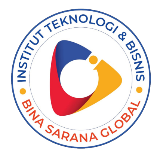 INSTITUT TEKNOLOGI & BISNIS
BINA SARANA GLOBAL